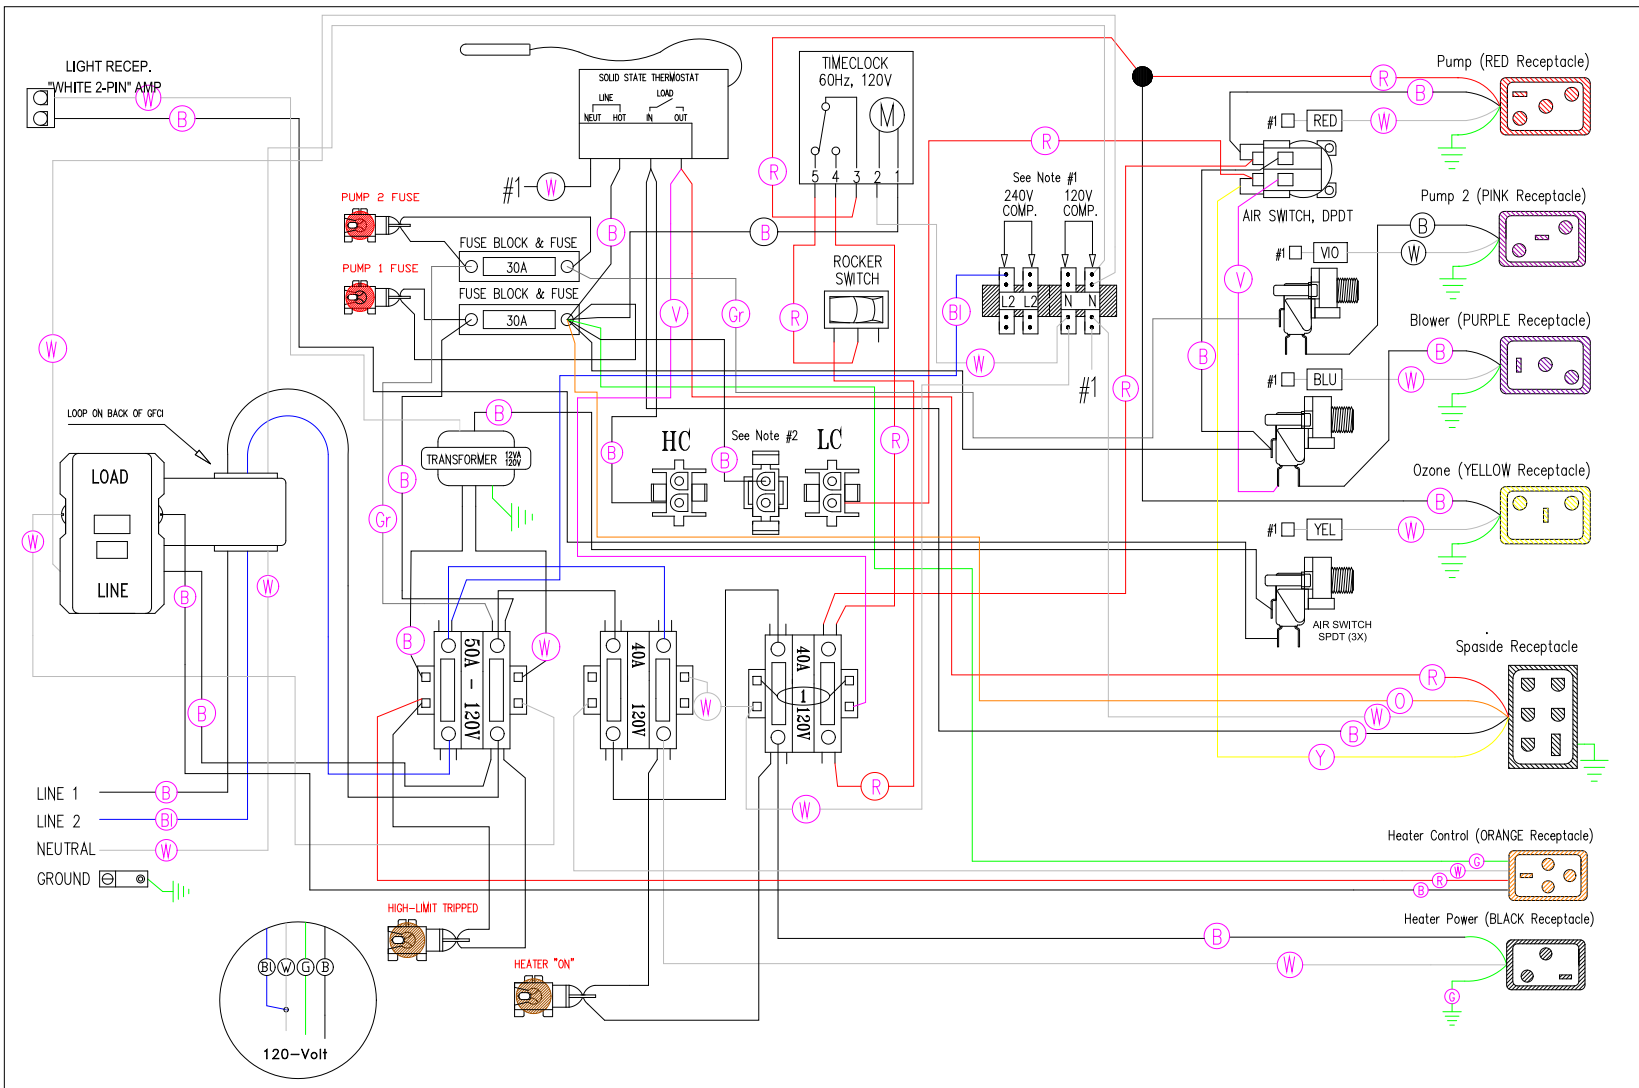 LIGHT RECEP.
"WHITE 2-PIN" AMP
W
B
SOLID STATE THERMOSTAT
LINE
LOAD
NEUT
HOT
IN
OUT
#1
W
TIMECLOCK
60Hz, 120V
M
5
4
3
2
1
R
R
B
Pump (RED Receptacle)
#1
RED
W
R
AIR SWITCH, DPDT
See Note #1
240V
COMP.
120V
COMP.
L2
L2
N
N
#1
Pump 2 (PINK Receptacle)
B
#1
VIO
W
PUMP 2 FUSE
FUSE BLOCK & FUSE
30A
PUMP 1 FUSE
FUSE BLOCK & FUSE
30A
B
B
V
Gr
ROCKER
SWITCH
R
Bl
W
V
B
R
Blower (PURPLE Receptacle)
B
#1
BLU
W
W
LOOP ON BACK OF GFCI
LOAD
LINE
W
B
B
W
TRANSFORMER
12VA
120V
B
B
Gr
HC
See Note #2
LC
B
B
R
Ozone (YELLOW Receptacle)
B
#1
YEL
W
AIR SWITCH
SPDT (3X)
B
W
50A - 120V
40A 120V
W
40A 120V
1
R
W
Spaside Receptacle
R
O
W
B
Y
LINE 1
B
LINE 2
Bl
NEUTRAL
W
GROUND
Heater Control (ORANGE Receptacle)
G
W
R
B
HIGH-LIMIT TRIPPED
HEATER "ON"
Heater Power (BLACK Receptacle)
B
W
G
Bl
W
G
B
120-Volt